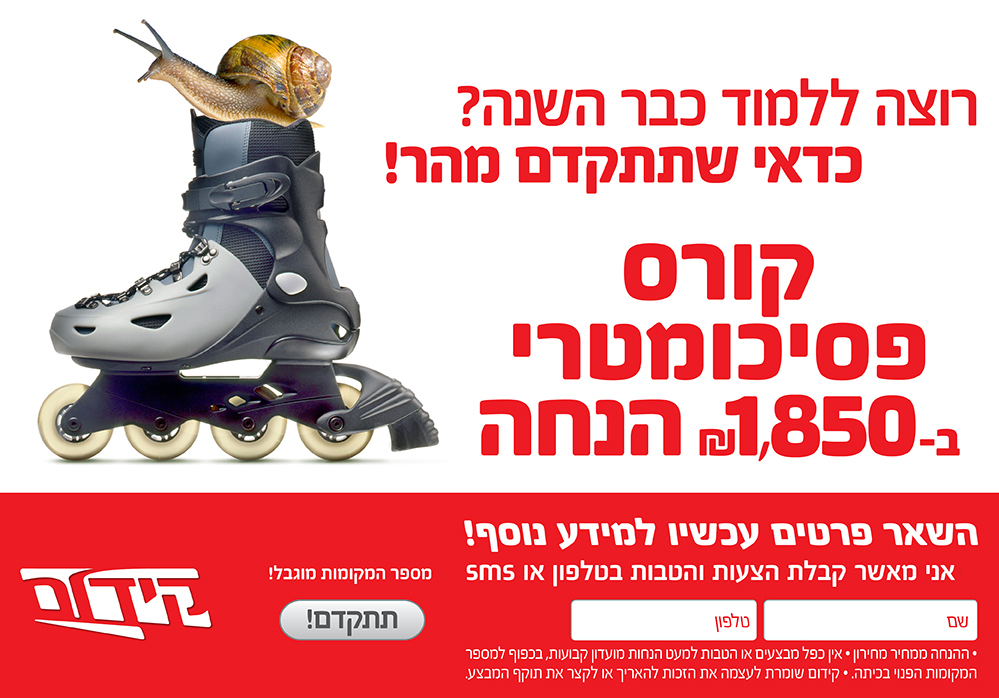 רוצה ללמוד כבר השנה?
כדאי שתתקדם מהר!
קורס
פסיכומטרי
ב-1,850₪ הנחה
השאר פרטים עכשיו למידע נוסף!
אני מאשר קבלת הצעות והטבות בטלפון או sms
שם
טלפון
• ההנחה ממחיר מחירון • אין כפל מבצעים או הטבות למעט הנחות מועדון קבועות, בכפוף למספר
המקומות הפנוי בכיתה. • קידום שומרת לעצמה את הזכות להאריך או לקצר את תוקף המבצע.
מספר המקומות מוגבל!
תתקדם!
קידום